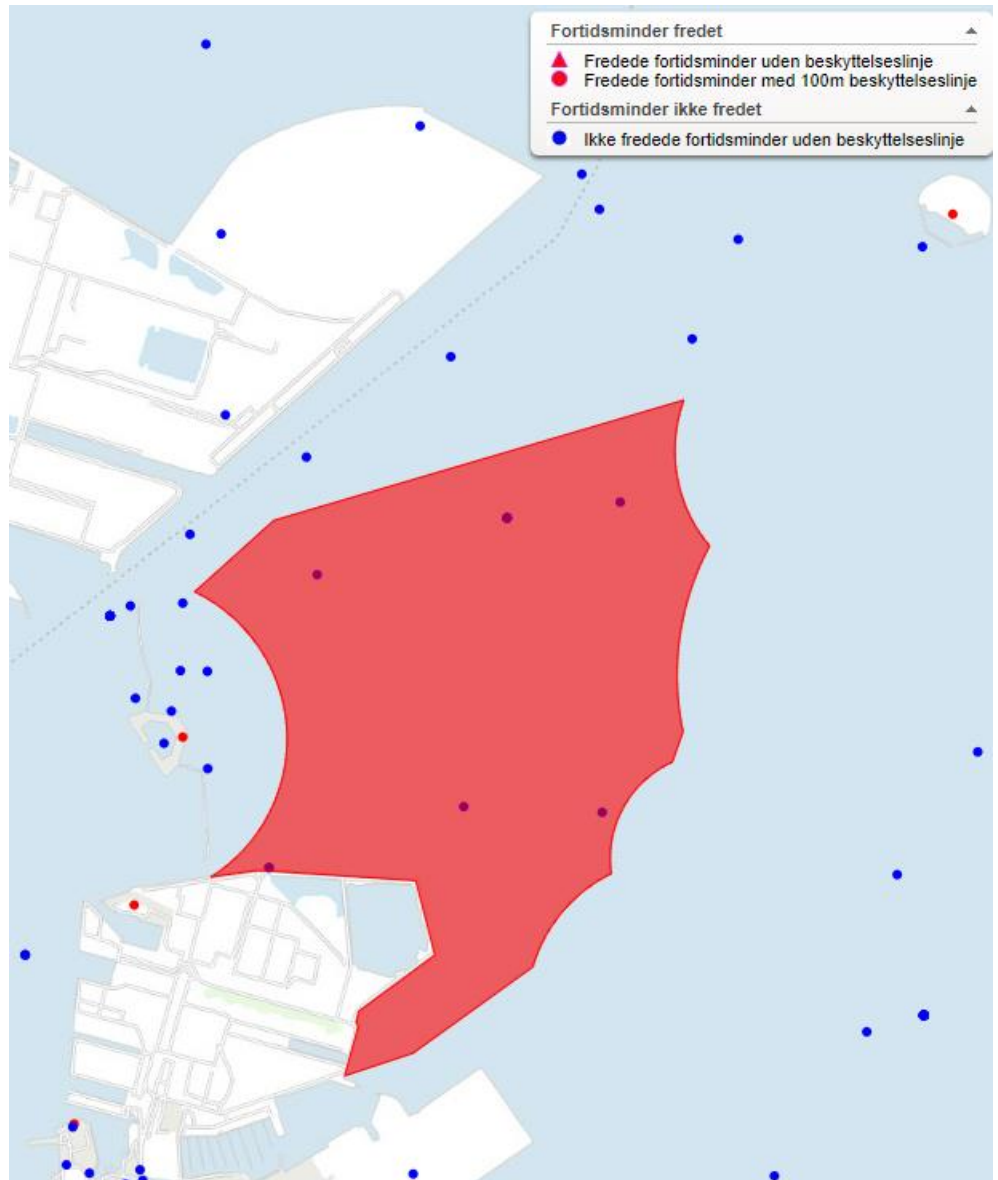 Fortidsminder fredet
Fredede fortidsminder uden beskyttelseslinje
Fredede fortidsminder med 100m beskyttelseslinje
Fortidsminder ikke fredet
Ikke fredede fortidsminder uden beskyttelseslinje